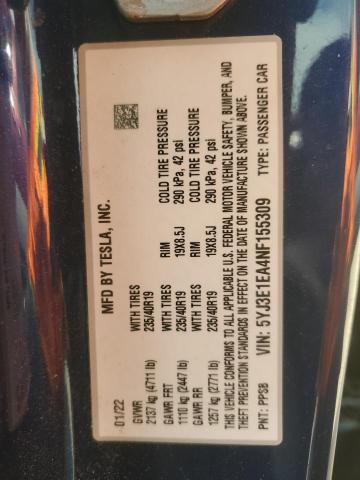 MFD BY TESLA, INC.
01/22
GVWR WITH TIRES RIM COLD TIRE PRESSURE
2137 kg (4711 lb) 235/40R19 19X8.5J 290 kPa, 42 psi
GAWR FRT WITH TIRES RIM COLD TIRE PRESSURE
1110 kg (2447 lb) 235/40R19 19X8.5J 290 kPa, 42 psi
GAWR RR
1257 kg (2771 lb)
THIS VEHICLE CONFORMS TO ALL APPLICABLE U.S. FEDERAL MOTOR VEHICLE SAFETY, BUMPER, AND
THEFT PREVENTION STANDARDS IN EFFECT ON THE DATE OF MANUFACTURE SHOWN ABOVE.
VIN: 5YJ3E1EA4NF155309
PNT: PPSB TYPE: PASSENGER CAR